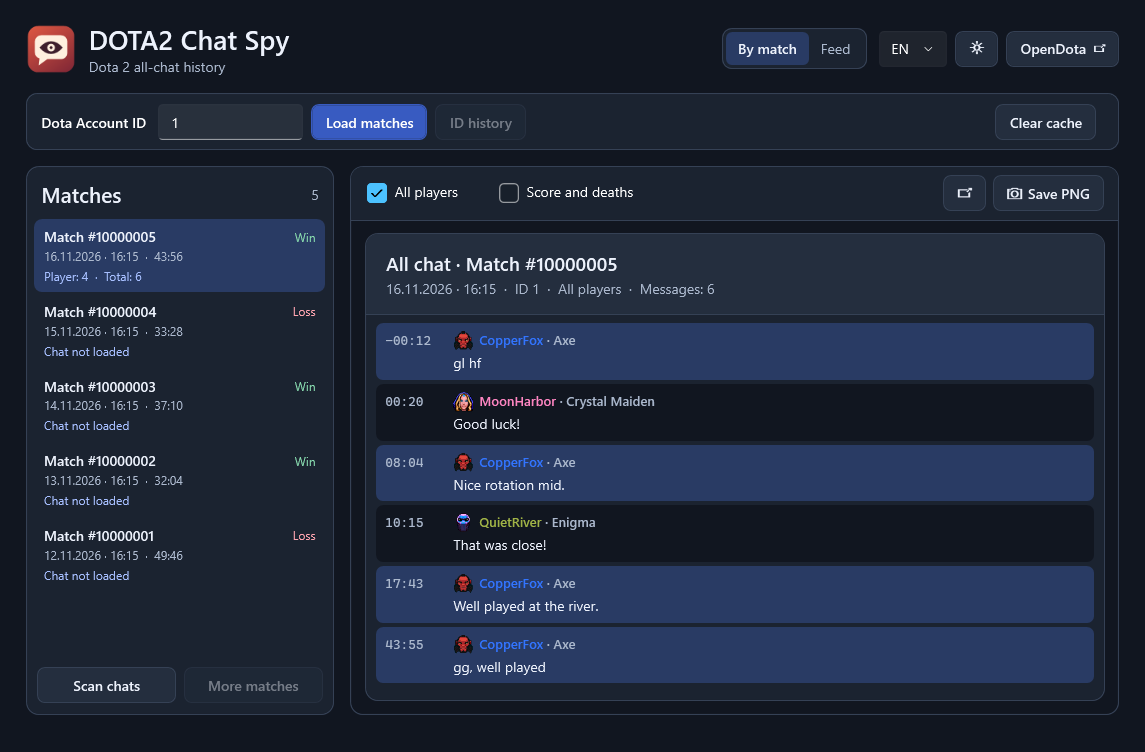 DOTA2 Chat Spy
Dota 2 all-chat history
By match
Feed
EN
OpenDota
Dota Account ID
1
Load matches
ID history
Clear cache
Matches
5
Match #10000005
Win
16.11.2026 · 16:15 · 43:56
Player: 4 · Total: 6
Match #10000004
Loss
15.11.2026 · 16:15 · 33:28
Chat not loaded
Match #10000003
Win
14.11.2026 · 16:15 · 37:10
Chat not loaded
Match #10000002
Win
13.11.2026 · 16:15 · 32:04
Chat not loaded
Match #10000001
Loss
12.11.2026 · 16:15 · 49:46
Chat not loaded
Scan chats
More matches
All players
Score and deaths
Save PNG
All chat · Match #10000005
16.11.2026 · 16:15 · ID 1 · All players · Messages: 6
−00:12 CopperFox · Axe
gl hf
00:20 MoonHarbor · Crystal Maiden
Good luck!
08:04 CopperFox · Axe
Nice rotation mid.
10:15 QuietRiver · Enigma
That was close!
17:43 CopperFox · Axe
Well played at the river.
43:55 CopperFox · Axe
gg, well played